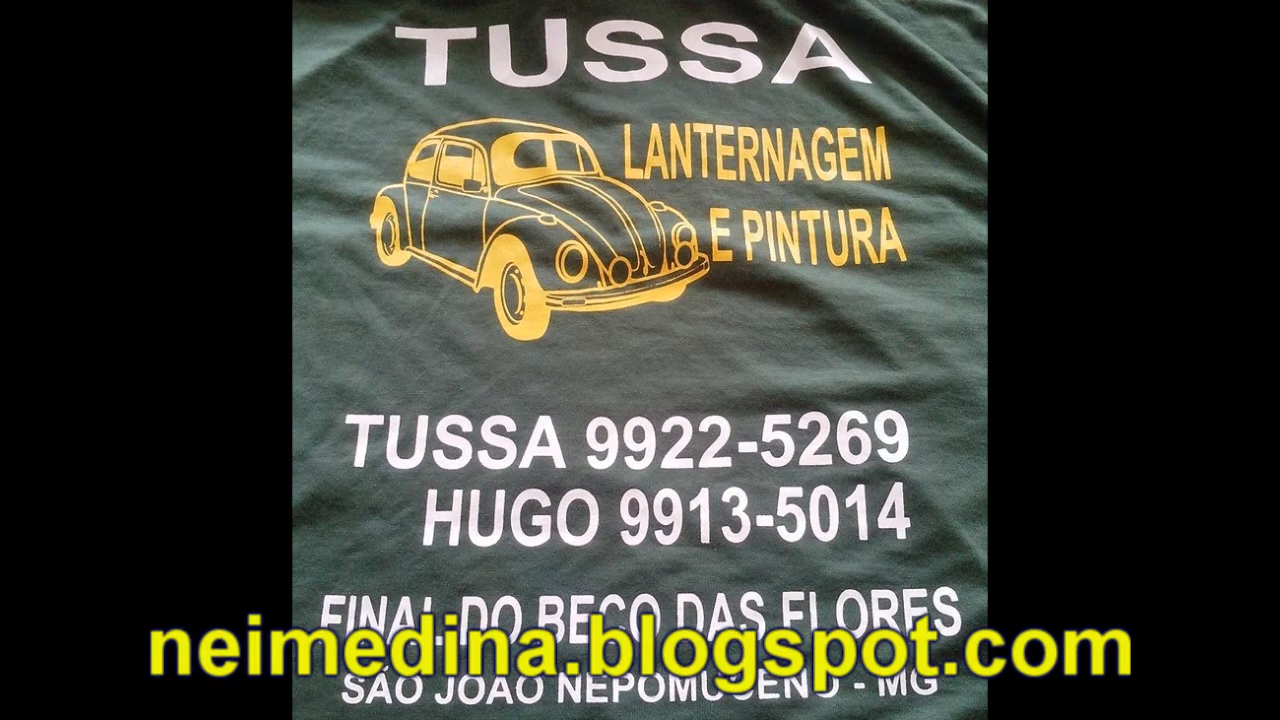 TUSSA
LANTERNAGEM
E PINTURA
TUSSA 9922-5269
HUGO 9913-5014
FINAL DO BECO DAS FLORES
neimedina.blogspot.com
SÃO JOÃO NEPOMUCENO - MG